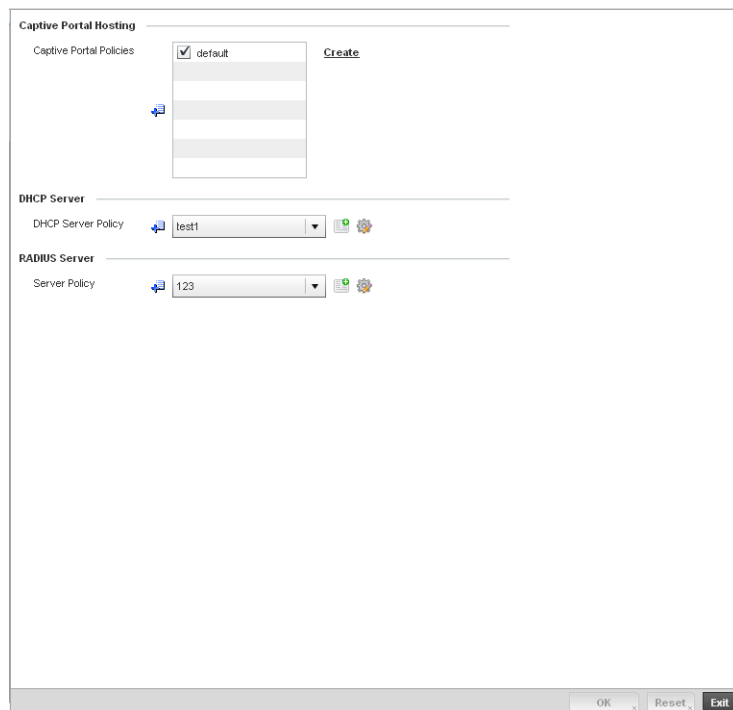 Captive Portal Hosting
Captive Portal Policies
default
Create
DHCP Server
DHCP Server Policy
test1
RADIUS Server
Server Policy
123
OK
Reset
Exit